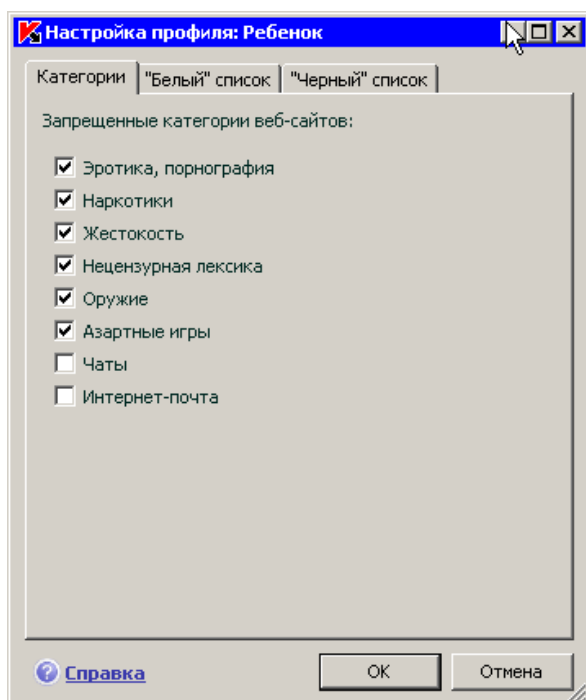 Настройка профиля: Ребенок
Категории "Белый" список "Черный" список
Запрещенные категории веб-сайтов:
Эротика, порнография
Наркотики
Жестокость
Нецензурная лексика
Оружие
Азартные игры
Чаты
Интернет-почта
Справка OK Отмена